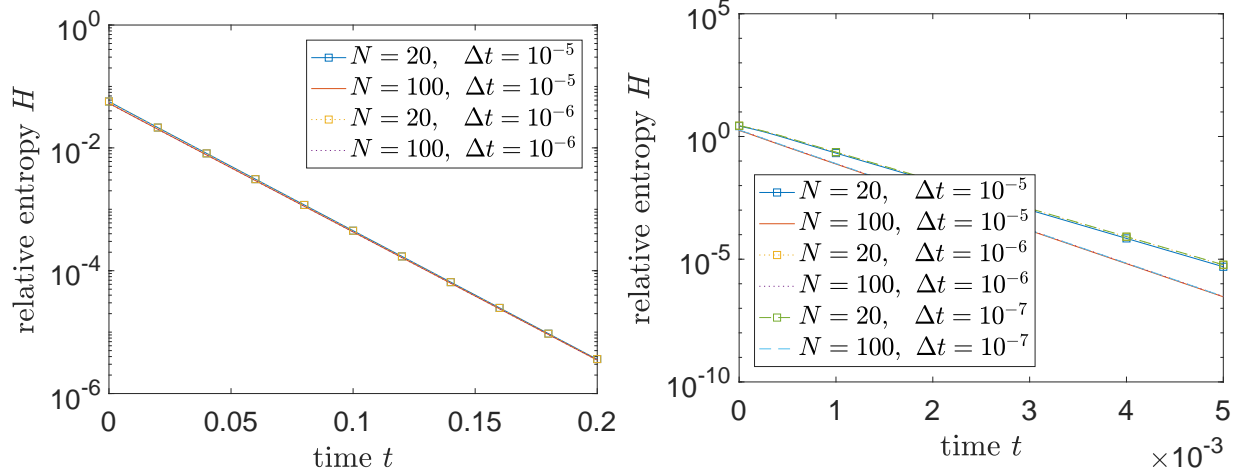 10^0
10^-2
10^-4
10^-6
relative entropy H
N = 20, Δt = 10^-5
N = 100, Δt = 10^-5
N = 20, Δt = 10^-6
N = 100, Δt = 10^-6
0
0.05
0.1
0.15
0.2
time t
10^5
10^0
10^-5
10^-10
relative entropy H
N = 20, Δt = 10^-5
N = 100, Δt = 10^-5
N = 20, Δt = 10^-6
N = 100, Δt = 10^-6
N = 20, Δt = 10^-7
N = 100, Δt = 10^-7
0
1
2
3
4
5
time t
×10^-3